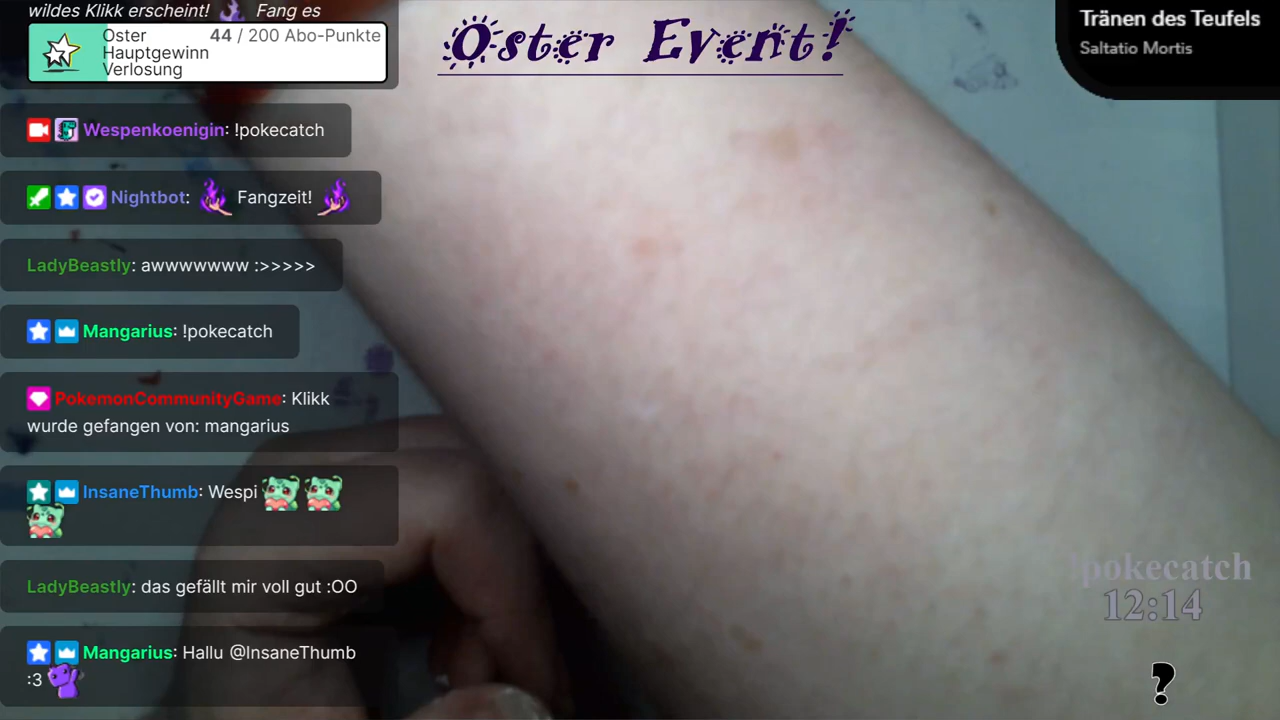 wildes Klikk erscheint! Fang es
Oster 44 / 200 Abo-Punkte
Hauptgewinn
Verlosung
Oster Event!
Tränen des Teufels
Saltatio Mortis
Wespenkoenigin: !pokecatch
Nightbot: Fangzeit!
LadyBeastly: awwwwwww :>>>>>
Mangarius: !pokecatch
PokemonCommunityGame: Klikk
wurde gefangen von: mangarius
InsaneThumb: Wespi
LadyBeastly: das gefällt mir voll gut :OO
Mangarius: Hallu @InsaneThumb
:3
!pokecatch
12:14
?